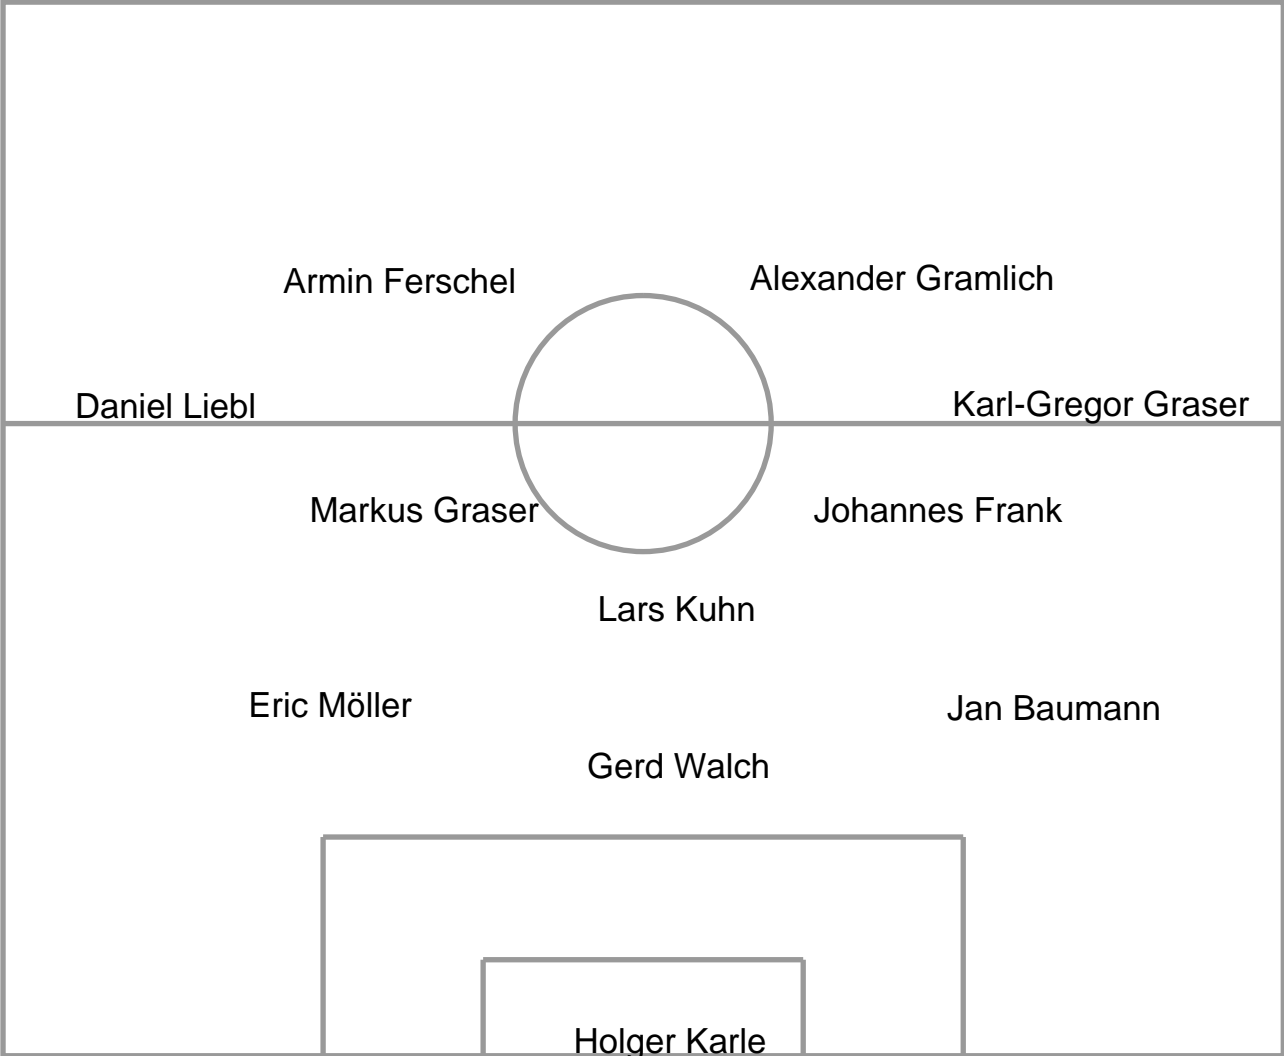 Armin Ferschel
Alexander Gramlich
Daniel Liebl
Karl-Gregor Graser
Markus Graser
Johannes Frank
Lars Kuhn
Eric Möller
Jan Baumann
Gerd Walch
Holger Karle